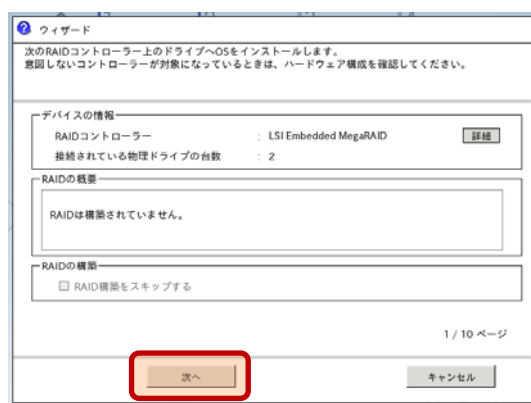 ウィザード
次のRAIDコントローラー上のドライブへOSをインストールします。
意図しないコントローラーが対象になっているときは、ハードウェア構成を確認してください。
デバイスの情報
RAIDコントローラー : LSI Embedded MegaRAID 詳細
接続されている物理ドライブの台数 : 2
RAIDの概要
RAIDは構築されていません。
RAIDの構築
RAID構築をスキップする
1 / 10 ページ
次へ キャンセル